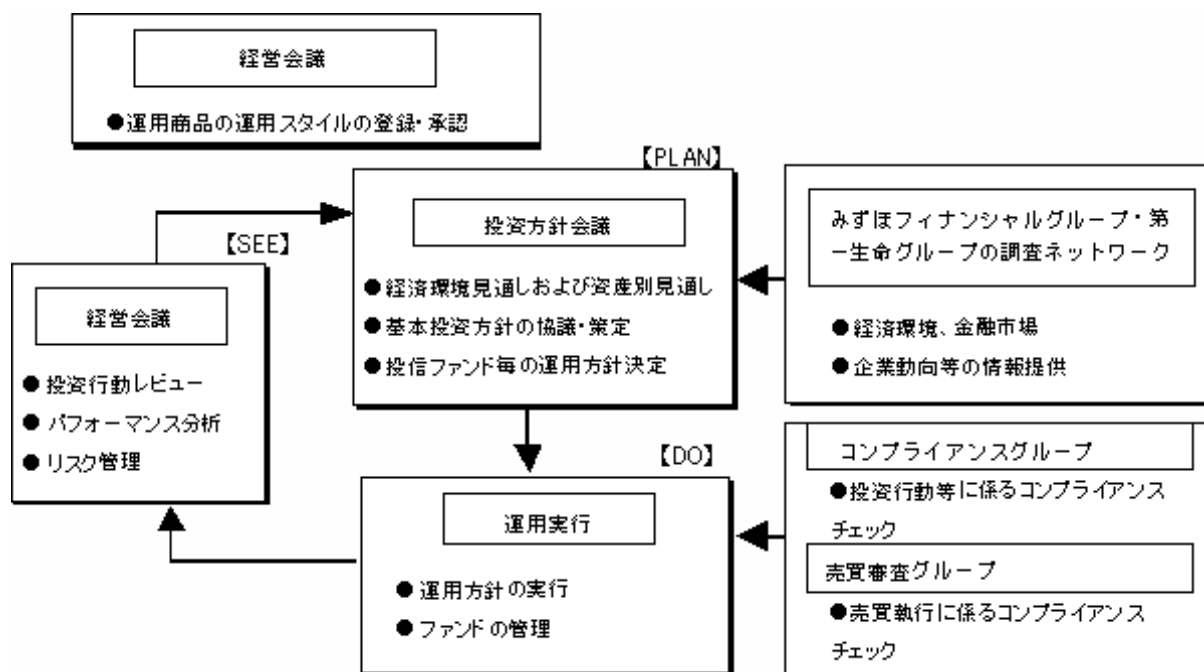 経営会議
●運用商品の運用スタイルの登録・承認
【PLAN】
投資方針会議
●経済環境見通しおよび資産別見通し
●基本投資方針の協議・策定
●投信ファンド毎の運用方針決定
みずほフィナンシャルグループ・第
一生命グループの調査ネットワーク
●経済環境、金融市場
●企業動向等の情報提供
【SEE】
経営会議
●投資行動レビュー
●パフォーマンス分析
●リスク管理
【DO】
運用実行
●運用方針の実行
●ファンドの管理
コンプライアンスグループ
●投資行動等に係るコンプライアンス
チェック
売買審査グループ
●売買執行に係るコンプライアンス
チェック